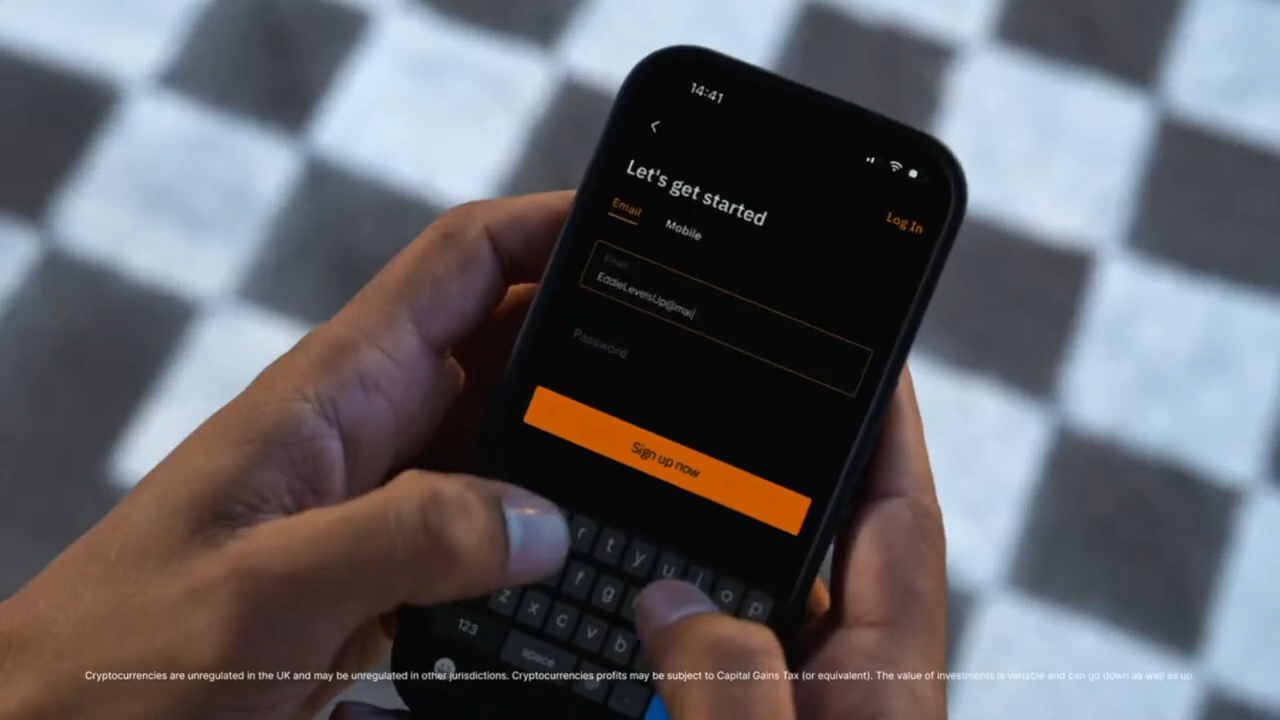 14:41
Let's get started
Log In
Email
Mobile
Email
EddieLevelsUp@mail
Password
Sign up now
r t y u o p
f g
z x c v b
123
space
Cryptocurrencies are unregulated in the UK and may be unregulated in other jurisdictions. Cryptocurrencies profits may be subject to Capital Gains Tax (or equivalent). The value of investments is variable and can go down as well as up.